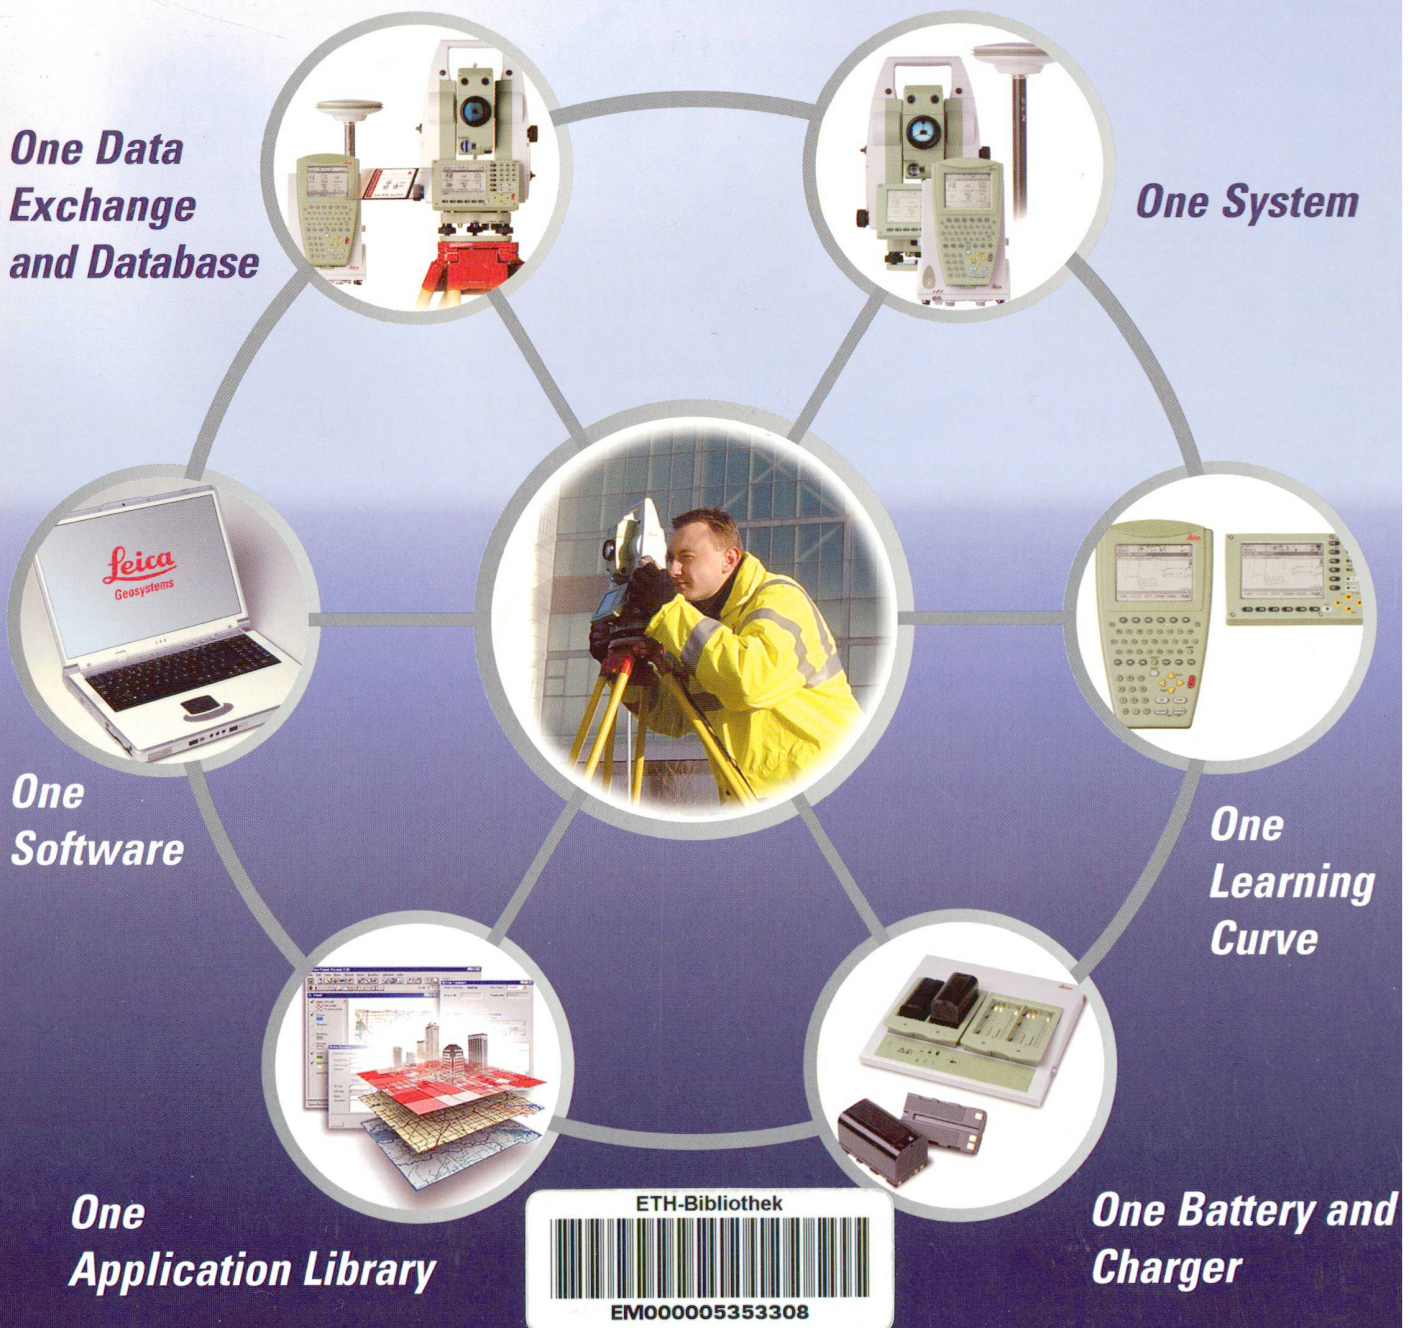 One Data
Exchange
and Database
One System
Leica
Geosystems
One
Software
One
Learning
Curve
One
Application Library
One Battery and
Charger
ETH-Bibliothek
EM000005353308